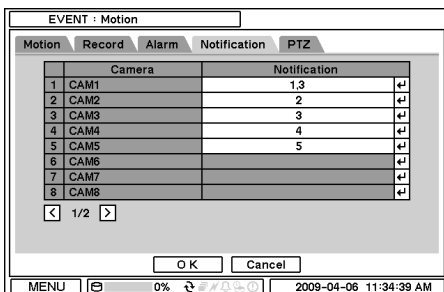 EVENT : Motion
Motion Record Alarm Notification PTZ
Camera Notification
1 CAM1 1,3
2 CAM2 2
3 CAM3 3
4 CAM4 4
5 CAM5 5
6 CAM6
7 CAM7
8 CAM8
< 1/2 >
OK Cancel
MENU 0% 2009-04-06 11:34:39 AM